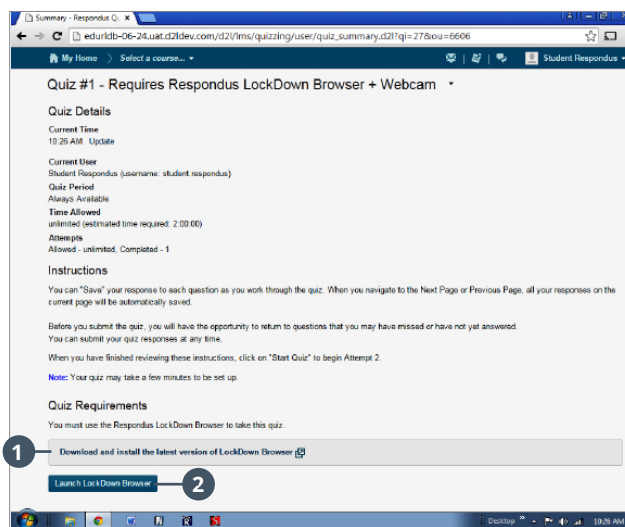 Summary - Respondus Qu
edurldb-06-24.uat.d2ldev.com/d2l/lms/quizzing/user/quiz_summary.d2l?qi=27&ou=6606
My Home Select a course...
Student Respondus
Quiz #1 - Requires Respondus LockDown Browser + Webcam
Quiz Details
Current Time
10:26 AM Update
Current User
Student Respondus (username: student.respondus)
Quiz Period
Always Available
Time Allowed
unlimited (estimated time required: 2:00:00)
Attempts
Allowed - unlimited, Completed - 1
Instructions
You can "Save" your response to each question as you work through the quiz. When you navigate to the Next Page or Previous Page, all your responses on the
current page will be automatically saved.
Before you submit the quiz, you will have the opportunity to return to questions that you may have missed or have not yet answered.
You can submit your quiz responses at any time.
When you have finished reviewing these instructions, click on "Start Quiz" to begin Attempt 2.
Note: Your quiz may take a few minutes to be set up.
Quiz Requirements
You must use the Respondus LockDown Browser to take this quiz.
1 Download and install the latest version of LockDown Browser
Launch LockDown Browser 2
Desktop 10:26 AM